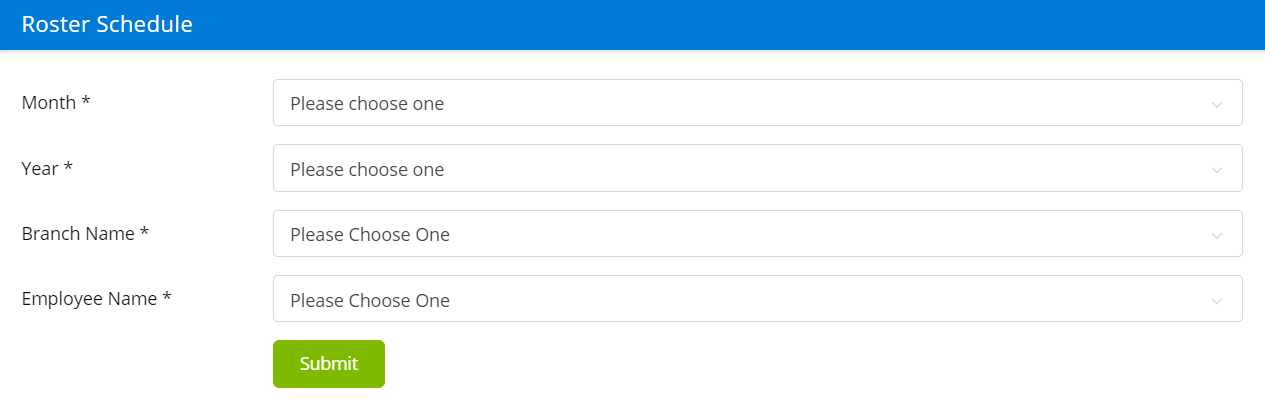 Roster Schedule
Month *
Please choose one
Year *
Please choose one
Branch Name *
Please Choose One
Employee Name *
Please Choose One
Submit